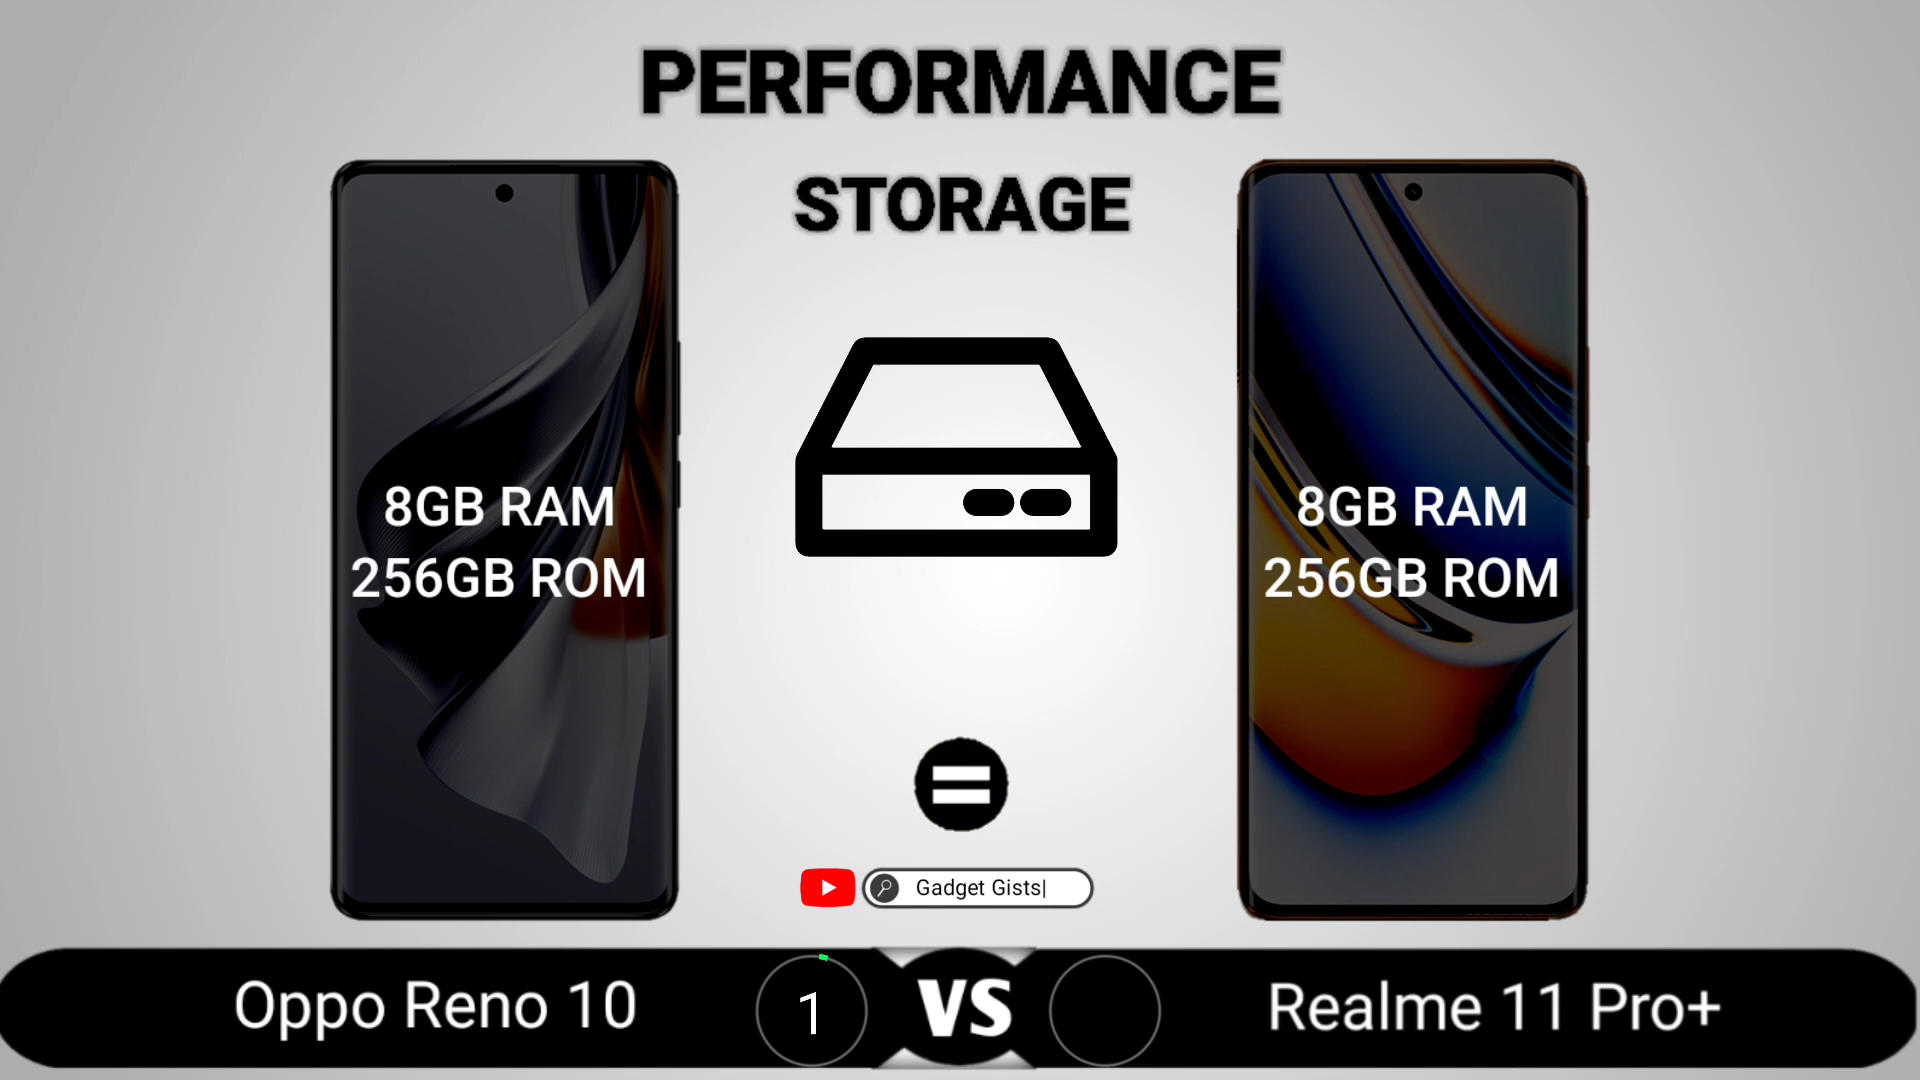 PERFORMANCE
STORAGE
8GB RAM
256GB ROM
8GB RAM
256GB ROM
Gadget Gists|
Oppo Reno 10
1
VS
Realme 11 Pro+